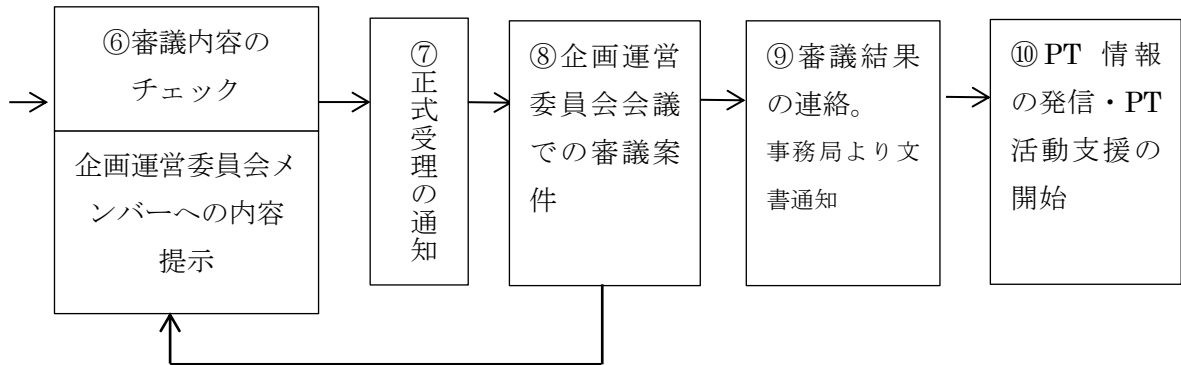 ⑥審議内容の
チェック
企画運営委員会メ
ンバーへの内容
提示
⑦正式受理の通知
⑧企画運営
委員会会議
での審議案
件
⑨審議結果
の連絡。
事務局より文
書通知
⑩PT 情報
の発信・PT
活動支援の
開始